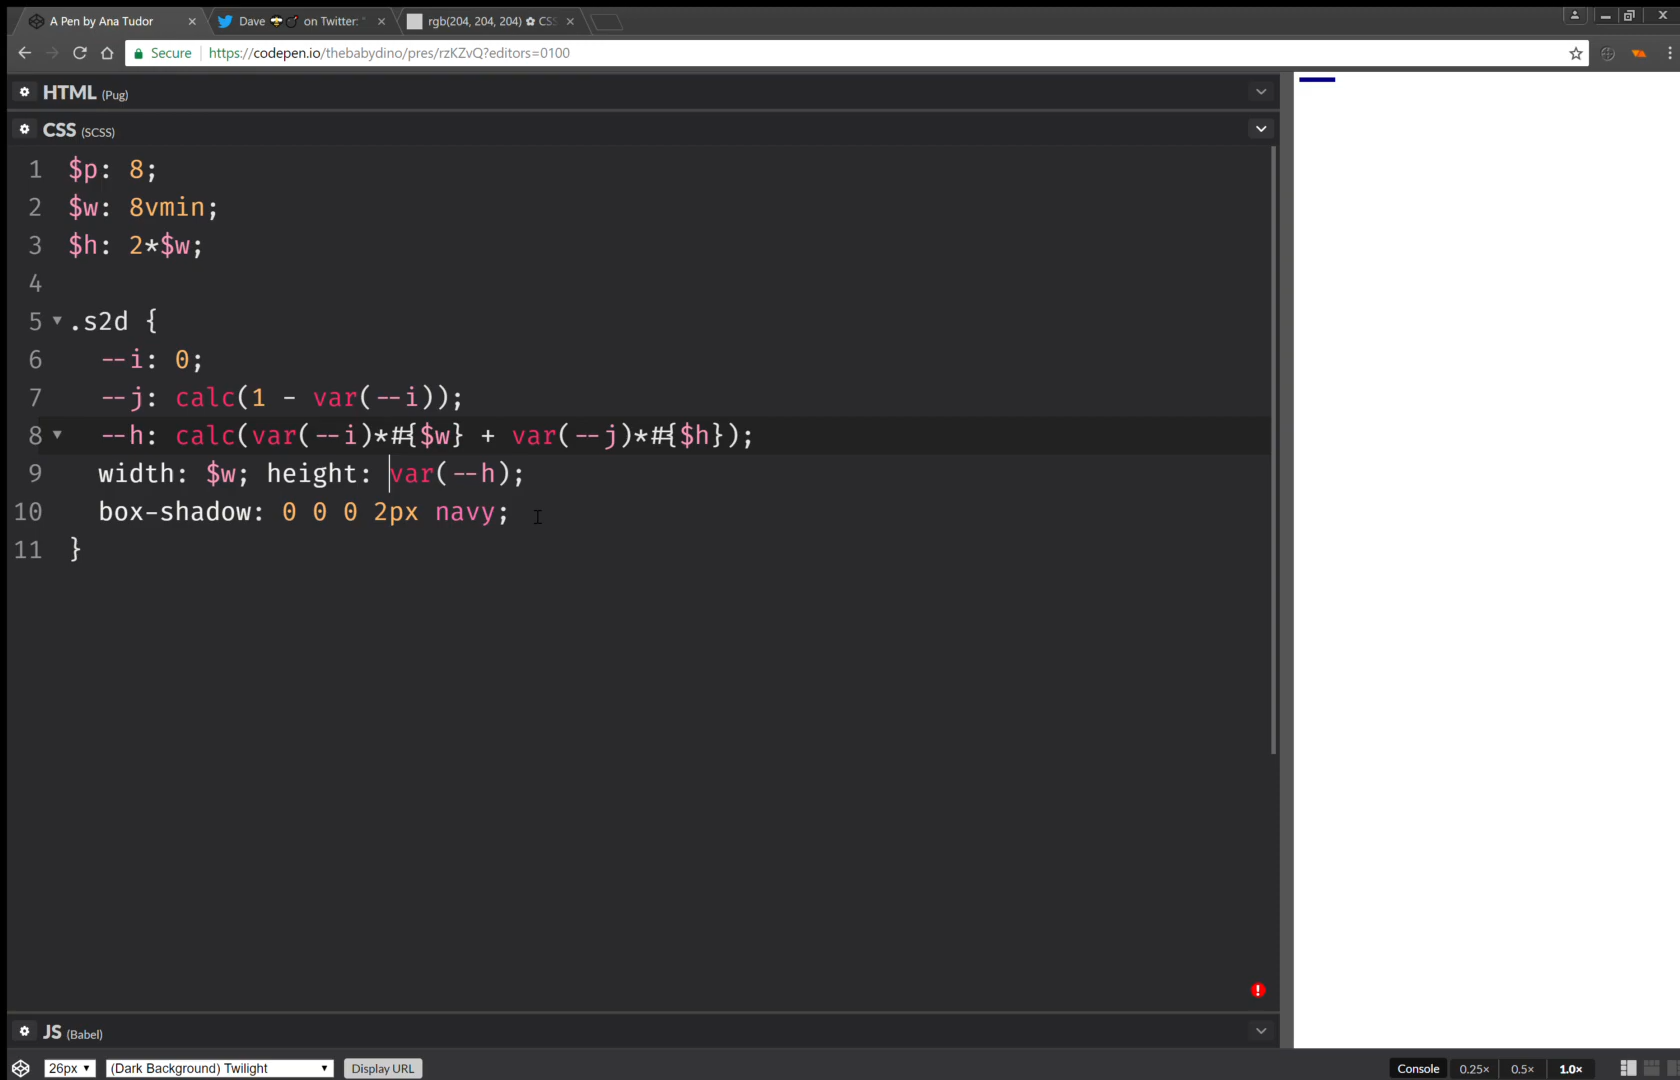 A Pen by Ana Tudor
Dave on Twitter: "
rgb(204, 204, 204) ✿ CSS
Secure https://codepen.io/thebabydino/pres/rzKZvQ?editors=0100
HTML (Pug)
CSS (SCSS)
1 $p: 8;
2 $w: 8vmin;
3 $h: 2*$w;
4
5 .s2d {
6 --i: 0;
7 --j: calc(1 - var(--i));
8 --h: calc(var(--i)*#{$w} + var(--j)*#{$h});
9 width: $w; height: var(--h);
10 box-shadow: 0 0 0 2px navy;
11 }
JS (Babel)
26px (Dark Background) Twilight Display URL Console 0.25× 0.5× 1.0×